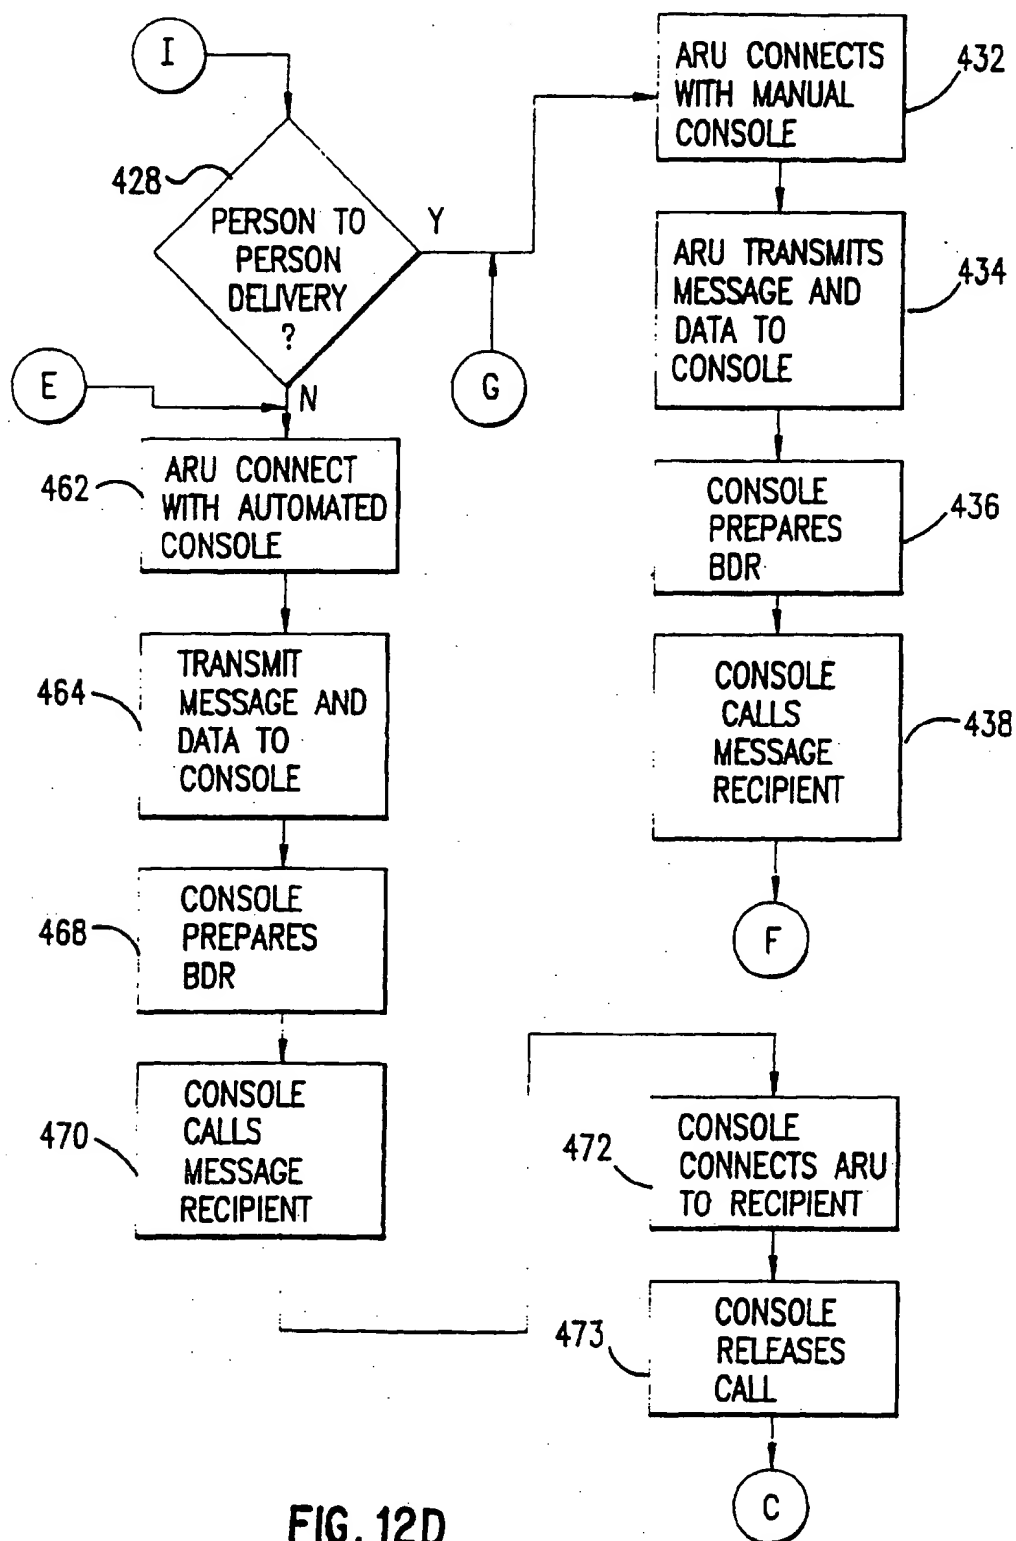 I
428
PERSON TO
PERSON
DELIVERY
?
Y
N
E
G
ARU CONNECTS
WITH MANUAL
CONSOLE
432
ARU TRANSMITS
MESSAGE AND
DATA TO
CONSOLE
434
CONSOLE
PREPARES
BDR
436
CONSOLE
CALLS
MESSAGE
RECIPIENT
438
F
462
ARU CONNECT
WITH AUTOMATED
CONSOLE
464
TRANSMIT
MESSAGE AND
DATA TO
CONSOLE
468
CONSOLE
PREPARES
BDR
470
CONSOLE
CALLS
MESSAGE
RECIPIENT
472
CONSOLE
CONNECTS ARU
TO RECIPIENT
473
CONSOLE
RELEASES
CALL
C
FIG. 12D